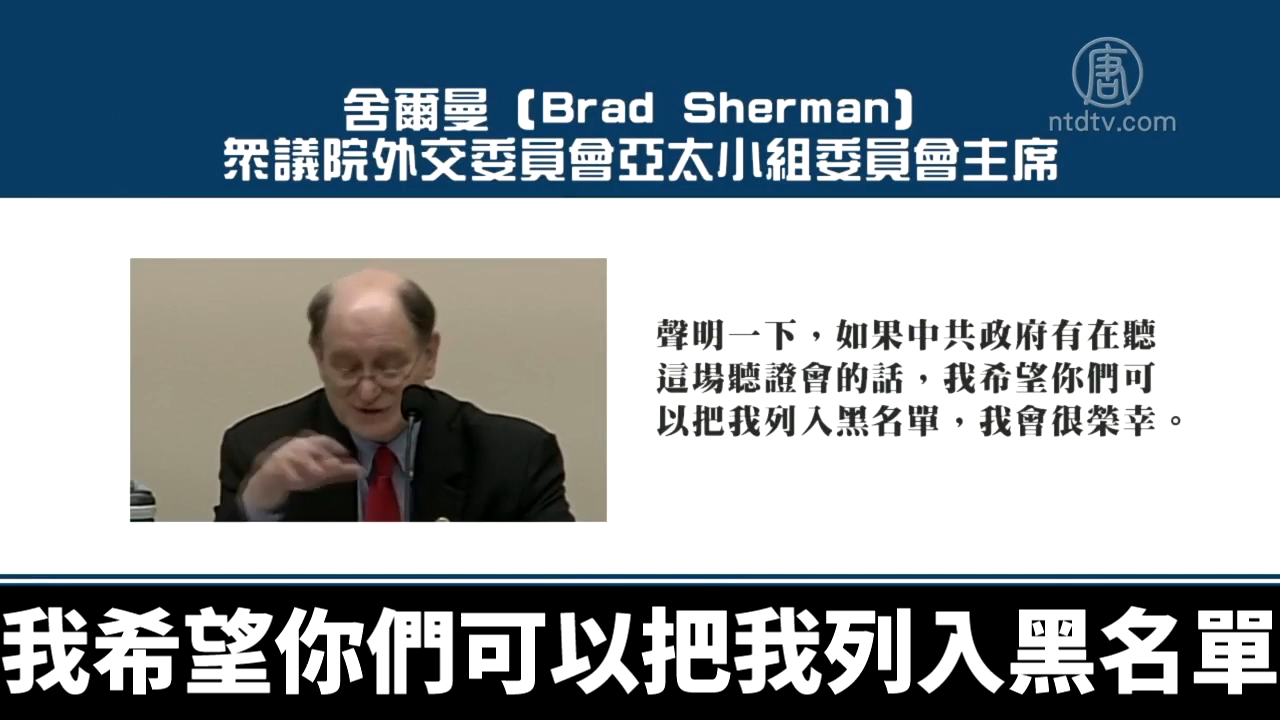 唐
ntdtv.com
舍爾曼 (Brad Sherman)
眾議院外交委員會亞太小組委員會主席
聲明一下，如果中共政府有在聽
這場聽證會的話，我希望你們可
以把我列入黑名單，我會很榮幸。
我希望你們可以把我列入黑名單